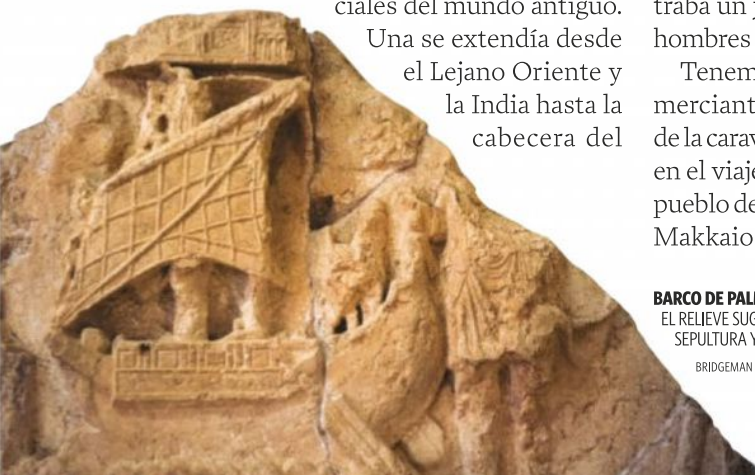 ciales del mundo antiguo.
Una se extendía desde
el Lejano Oriente y
la India hasta la
cabecera del
traba un
hombres
Tenem
merciant
de la carav
en el viaje
pueblo de
Makkaio
BARCO DE PAL
EL RELIEVE SUG
SEPULTURA Y
BRIDGEMAN